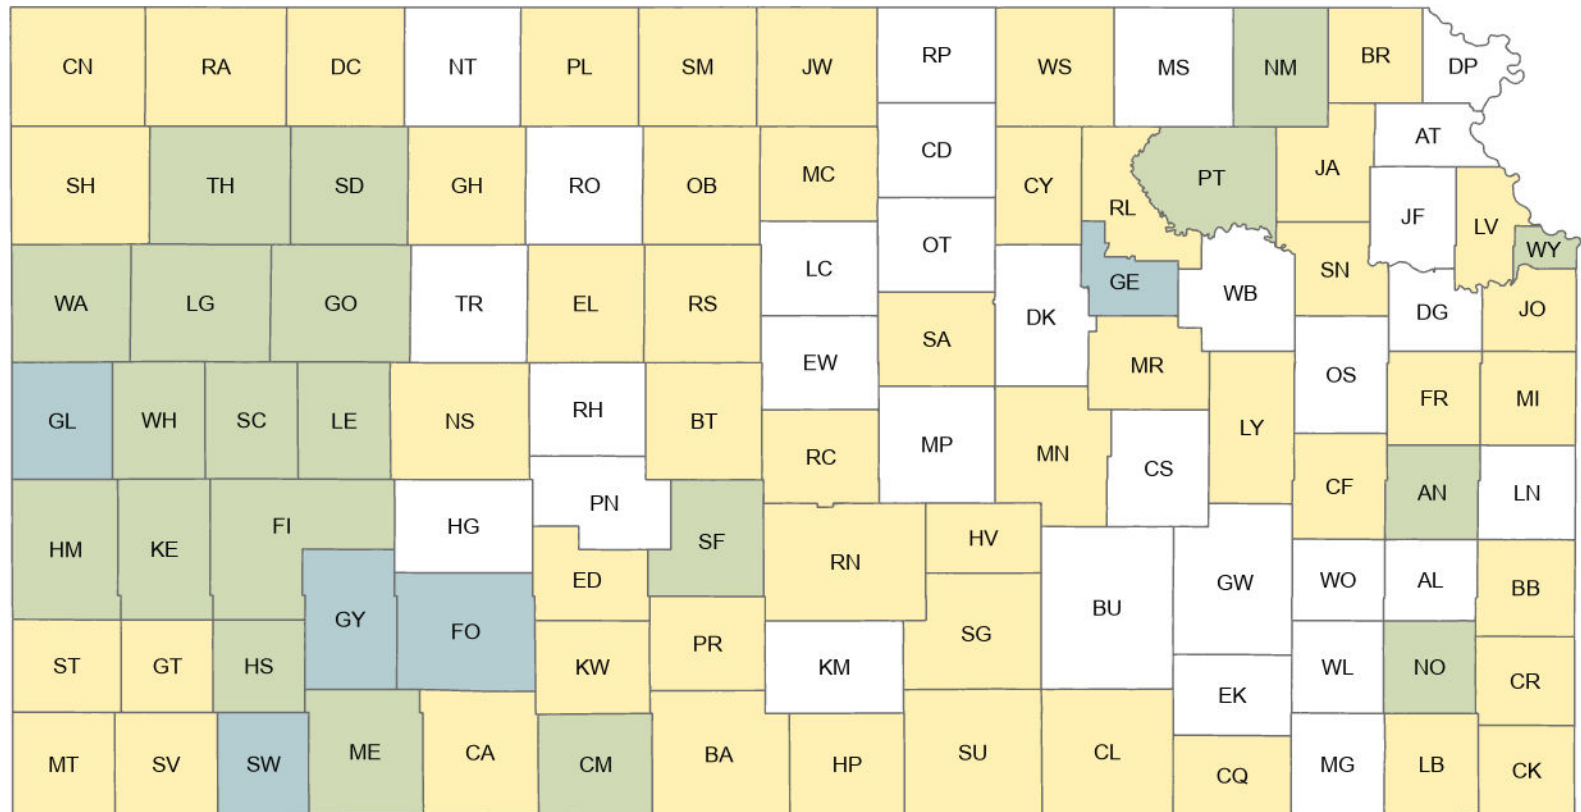 CN RA DC NT PL SM JW RP WS MS NM BR DP
SH TH SD GH RO OB MC CD CY RL PT JA AT
JF LV WY
WA LG GO TR EL RS LC OT DK GE WB SN DG JO
EW SA MR OS
GL WH SC LE NS RH BT RC MP MN CS LY FR MI
CF AN LN
HM KE FI HG PN SF RN HV
ED BU GW WO AL BB
GY FO PR SG
ST GT HS KW KM EK WL NO CR
MT SV SW ME CA CM BA HP SU CL CQ MG LB CK